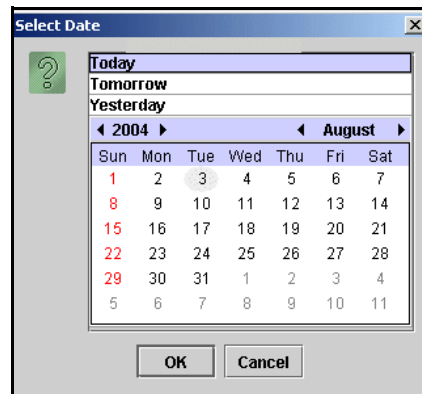 Select Date
Today
Tomorrow
Yesterday
2004 August
Sun Mon Tue Wed Thu Fri Sat
1 2 3 4 5 6 7
8 9 10 11 12 13 14
15 16 17 18 19 20 21
22 23 24 25 26 27 28
29 30 31 1 2 3 4
5 6 7 8 9 10 11
OK Cancel